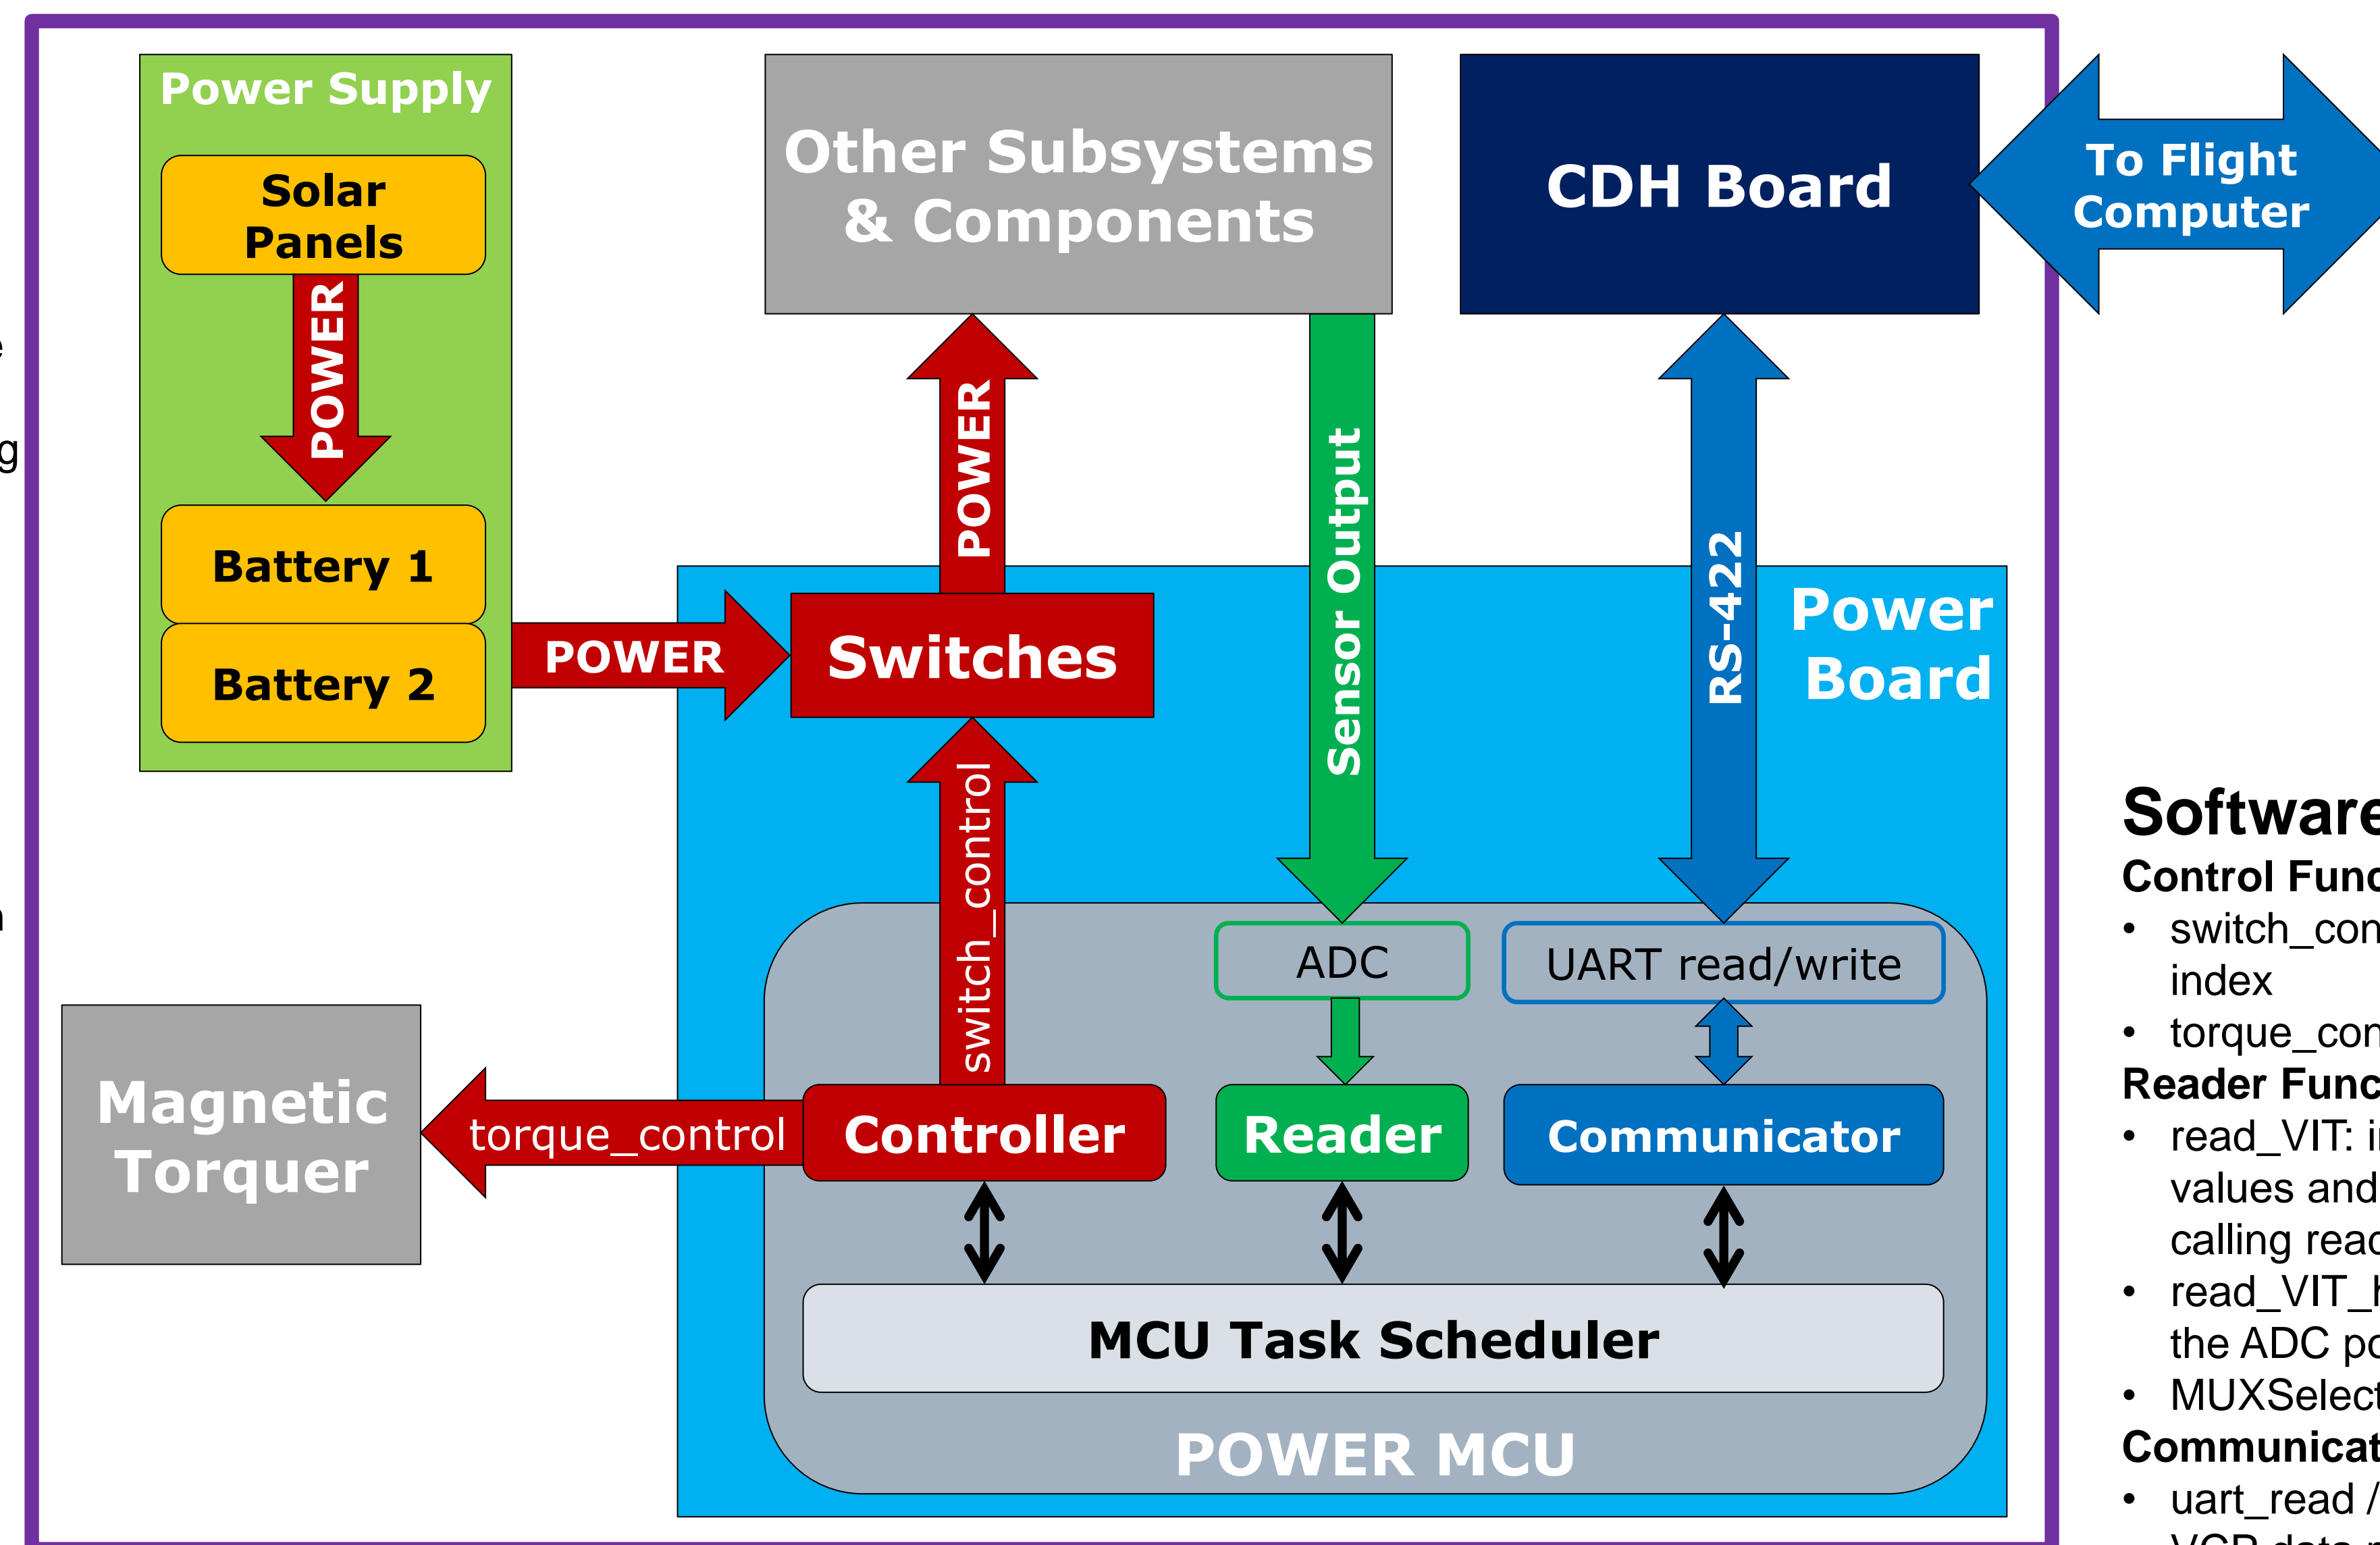 Power Supply
Solar
Panels
POWER
Battery 1
Battery 2
POWER
Other Subsystems
& Components
CDH Board
To Flight
Computer
POWER
Sensor Output
RS-422
Power
Board
Switches
switch_control
ADC
UART read/write
Magnetic
Torquer
torque_control
Controller
Reader
Communicator
MCU Task Scheduler
POWER MCU
g
Software
Control Func
• switch_con
index
• torque_con
Reader Func
• read_VIT: i
values and
calling read
• read_VIT_
the ADC po
• MUXSelect
Communicat
• uart_read /